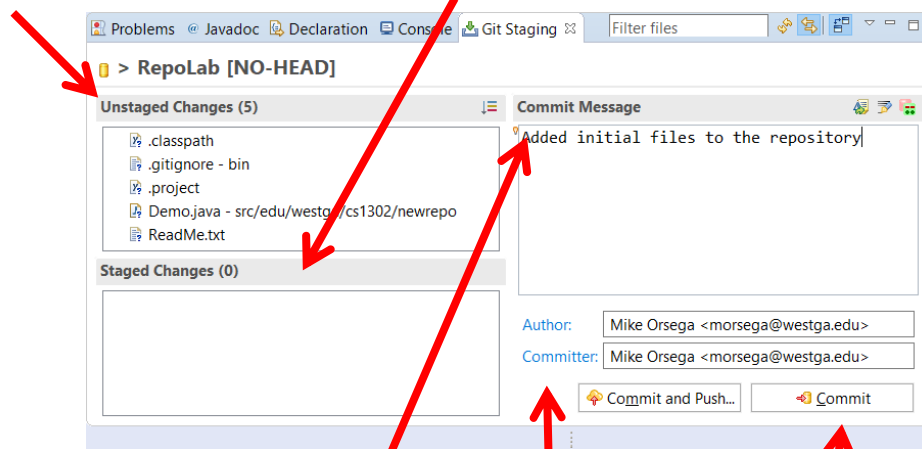 Problems @ Javadoc Declaration Console Git Staging Filter files
> RepoLab [NO-HEAD]
Unstaged Changes (5)
.classpath
.gitignore - bin
.project
Demo.java - src/edu/westga/cs1302/newrepo
ReadMe.txt
Staged Changes (0)
Commit Message
Added initial files to the repository
Author: Mike Orsega <morsega@westga.edu>
Committer: Mike Orsega <morsega@westga.edu>
Commit and Push... Commit